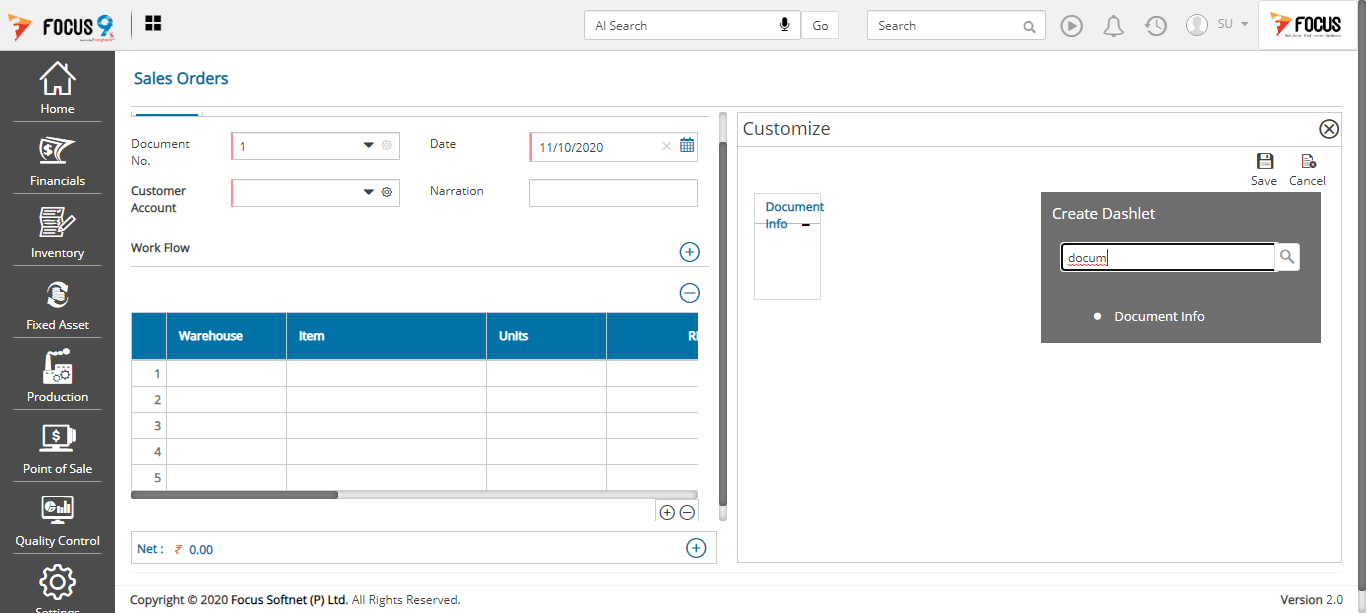 FOCUS 9
AI Search
Go
Search
SU
FOCUS
Home
Financials
Inventory
Fixed Asset
Production
Point of Sale
Quality Control
Settings
Sales Orders
Document
No.
1
Date
11/10/2020
Customer
Account
Narration
Work Flow
Warehouse Item Units
1
2
3
4
5
Net : ₹ 0.00
Customize
Save Cancel
Document
Info
Create Dashlet
docum
Document Info
Copyright © 2020 Focus Softnet (P) Ltd. All Rights Reserved.
Version 2.0